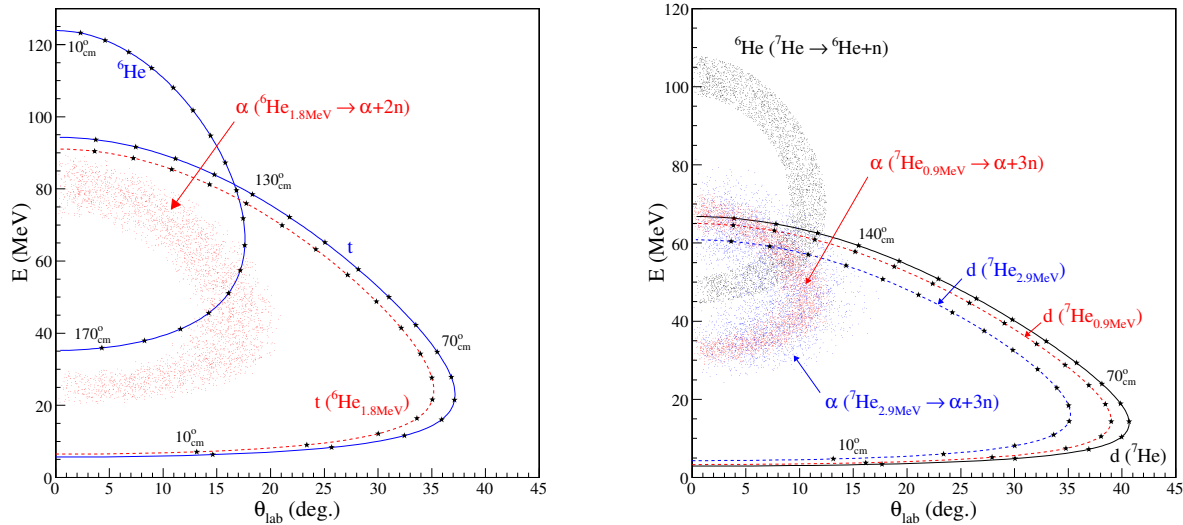 120
100
80
60
40
20
0
E (MeV)
0 5 10 15 20 25 30 35 40 45
θlab (deg.)
10°cm
⁶He
α (⁶He1.8MeV → α+2n)
130°cm
t
170°cm
70°cm
t (⁶He1.8MeV)
10°cm
120
100
80
60
40
20
0
E (MeV)
0 5 10 15 20 25 30 35 40 45
θlab (deg.)
⁶He (⁷He → ⁶He+n)
α (⁷He0.9MeV → α+3n)
140°cm
d (⁷He2.9MeV)
d (⁷He0.9MeV)
70°cm
α (⁷He2.9MeV → α+3n)
10°cm
d (⁷He)